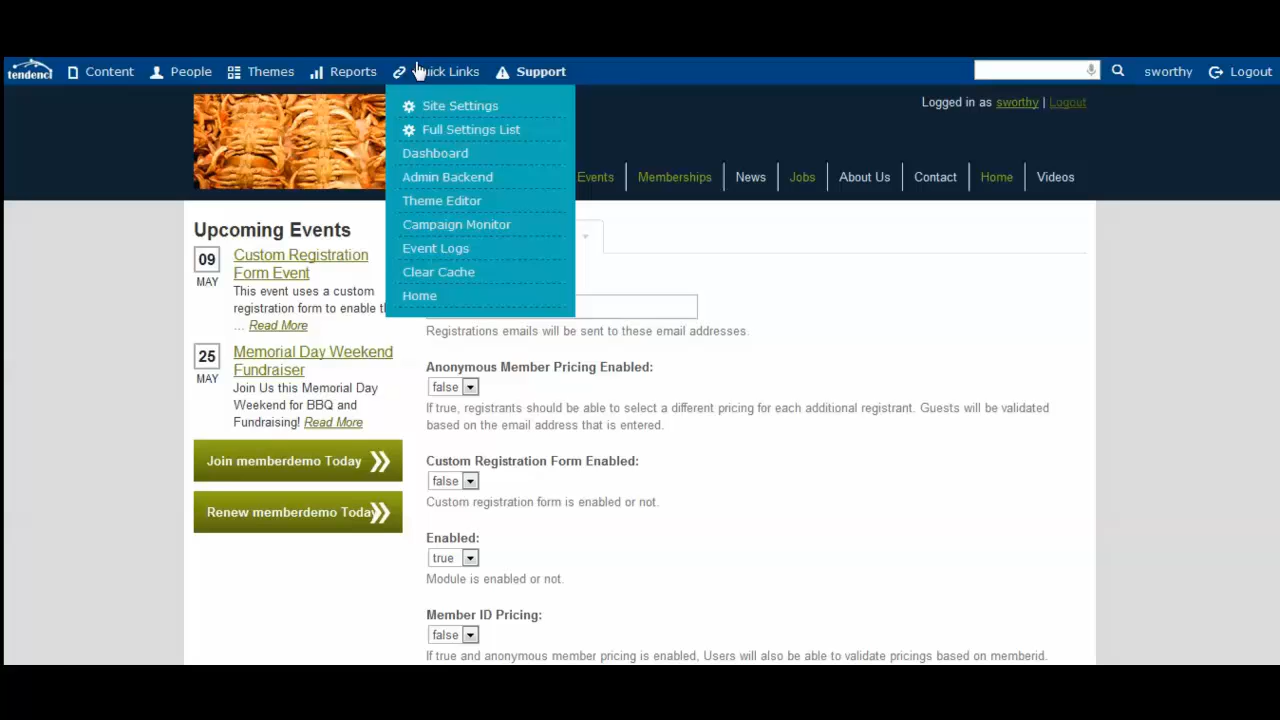 tendenci Content People Themes Reports Quick Links Support sworthy Logout
Logged in as sworthy | Logout
Site Settings
Full Settings List
Dashboard
Admin Backend
Theme Editor
Campaign Monitor
Event Logs
Clear Cache
Home
Events Memberships News Jobs About Us Contact Home Videos
Upcoming Events
09
MAY
Custom Registration
Form Event
This event uses a custom
registration form to enable
... Read More
25
MAY
Memorial Day Weekend
Fundraiser
Join Us this Memorial Day
Weekend for BBQ and
Fundraising! Read More
Join memberdemo Today
Renew memberdemo Today
Registrations emails will be sent to these email addresses.
Anonymous Member Pricing Enabled:
false
If true, registrants should be able to select a different pricing for each additional registrant. Guests will be validated
based on the email address that is entered.
Custom Registration Form Enabled:
false
Custom registration form is enabled or not.
Enabled:
true
Module is enabled or not.
Member ID Pricing:
false
If true and anonymous member pricing is enabled, Users will also be able to validate pricings based on memberid.